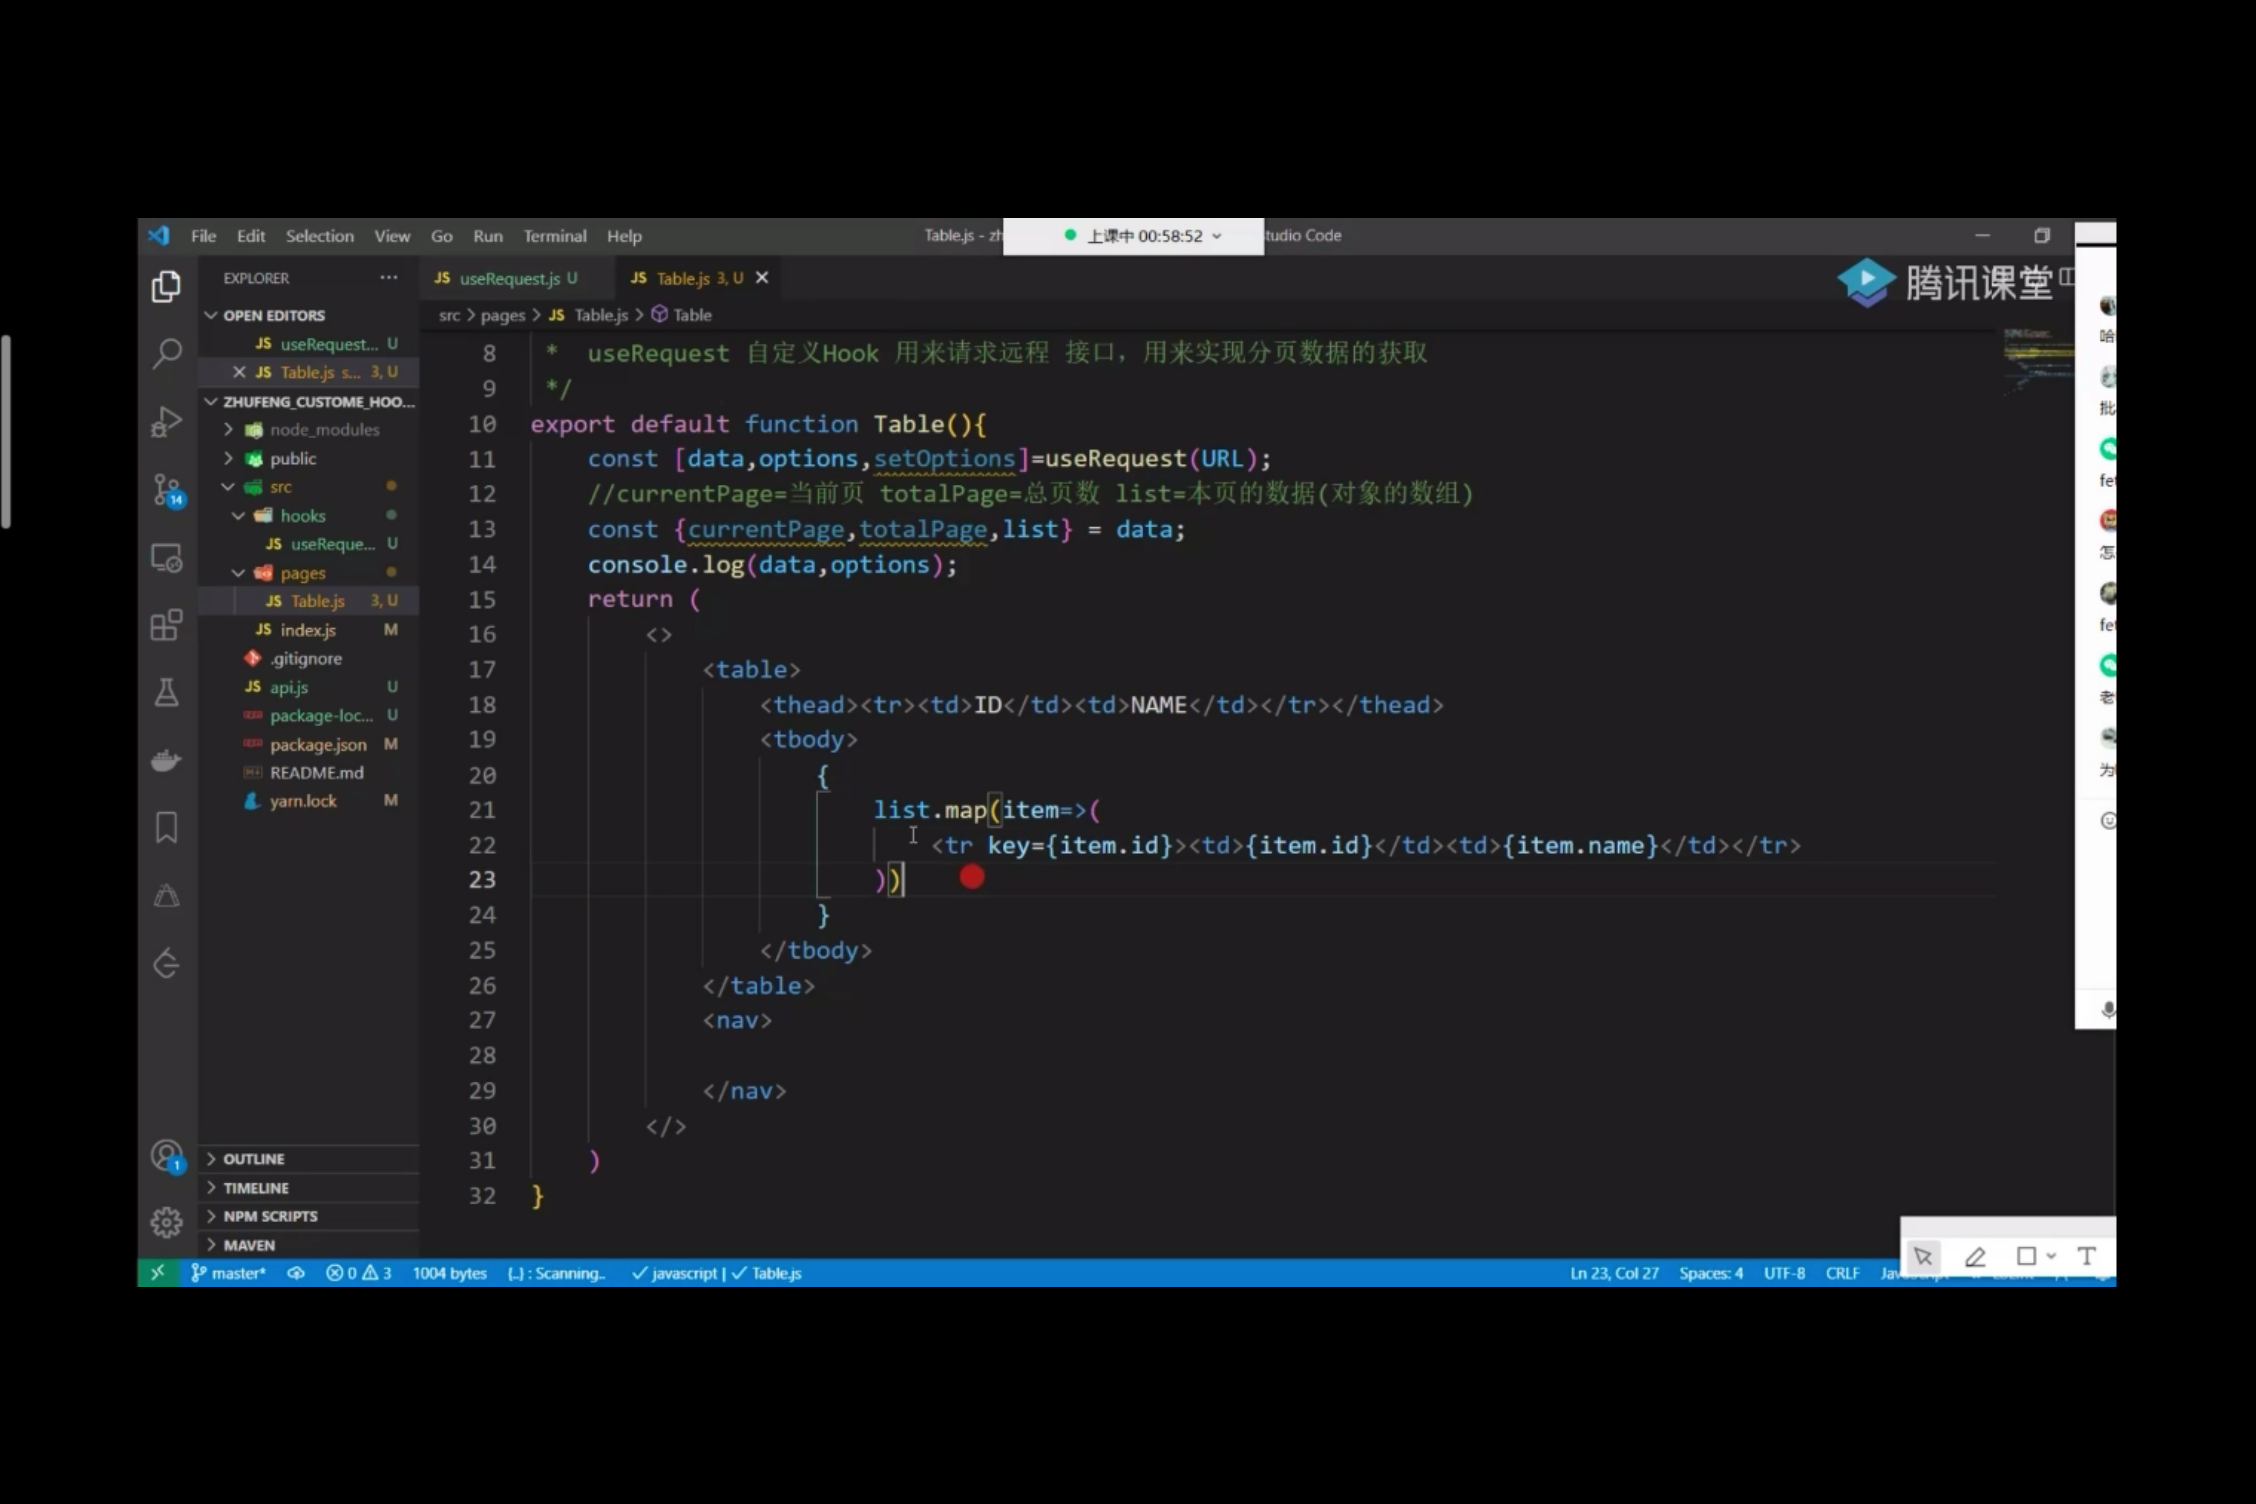 File Edit Selection View Go Run Terminal Help
Table.js - zh
上课中 00:58:52
tudio Code
腾讯课堂
EXPLORER
OPEN EDITORS
JS useRequest... U
JS Table.js s... 3, U
ZHUFENG_CUSTOME_HOO...
node_modules
public
src
hooks
JS useReque... U
pages
JS Table.js 3, U
JS index.js M
.gitignore
JS api.js U
package-loc... U
package.json M
README.md
yarn.lock M
14
1
OUTLINE
TIMELINE
NPM SCRIPTS
MAVEN
JS useRequest.js U
JS Table.js 3, U
src > pages > JS Table.js > Table
8 * useRequest 自定义Hook 用来请求远程 接口，用来实现分页数据的获取
9 */
10 export default function Table(){
11 const [data,options,setOptions]=useRequest(URL);
12 //currentPage=当前页 totalPage=总页数 list=本页的数据(对象的数组)
13 const {currentPage,totalPage,list} = data;
14 console.log(data,options);
15 return (
16 <>
17 <table>
18 <thead><tr><td>ID</td><td>NAME</td></tr></thead>
19 <tbody>
20 {
21 list.map(item=>(
22 <tr key={item.id}><td>{item.id}</td><td>{item.name}</td></tr>
23 ))
24 }
25 </tbody>
26 </table>
27 <nav>
28
29 </nav>
30 </>
31 )
32 }
哈
批
fet
怎
fet
老
为
T
master* 0 3 1004 bytes {..} : Scanning.. javascript | Table.js
Ln 23, Col 27 Spaces: 4 UTF-8 CRLF